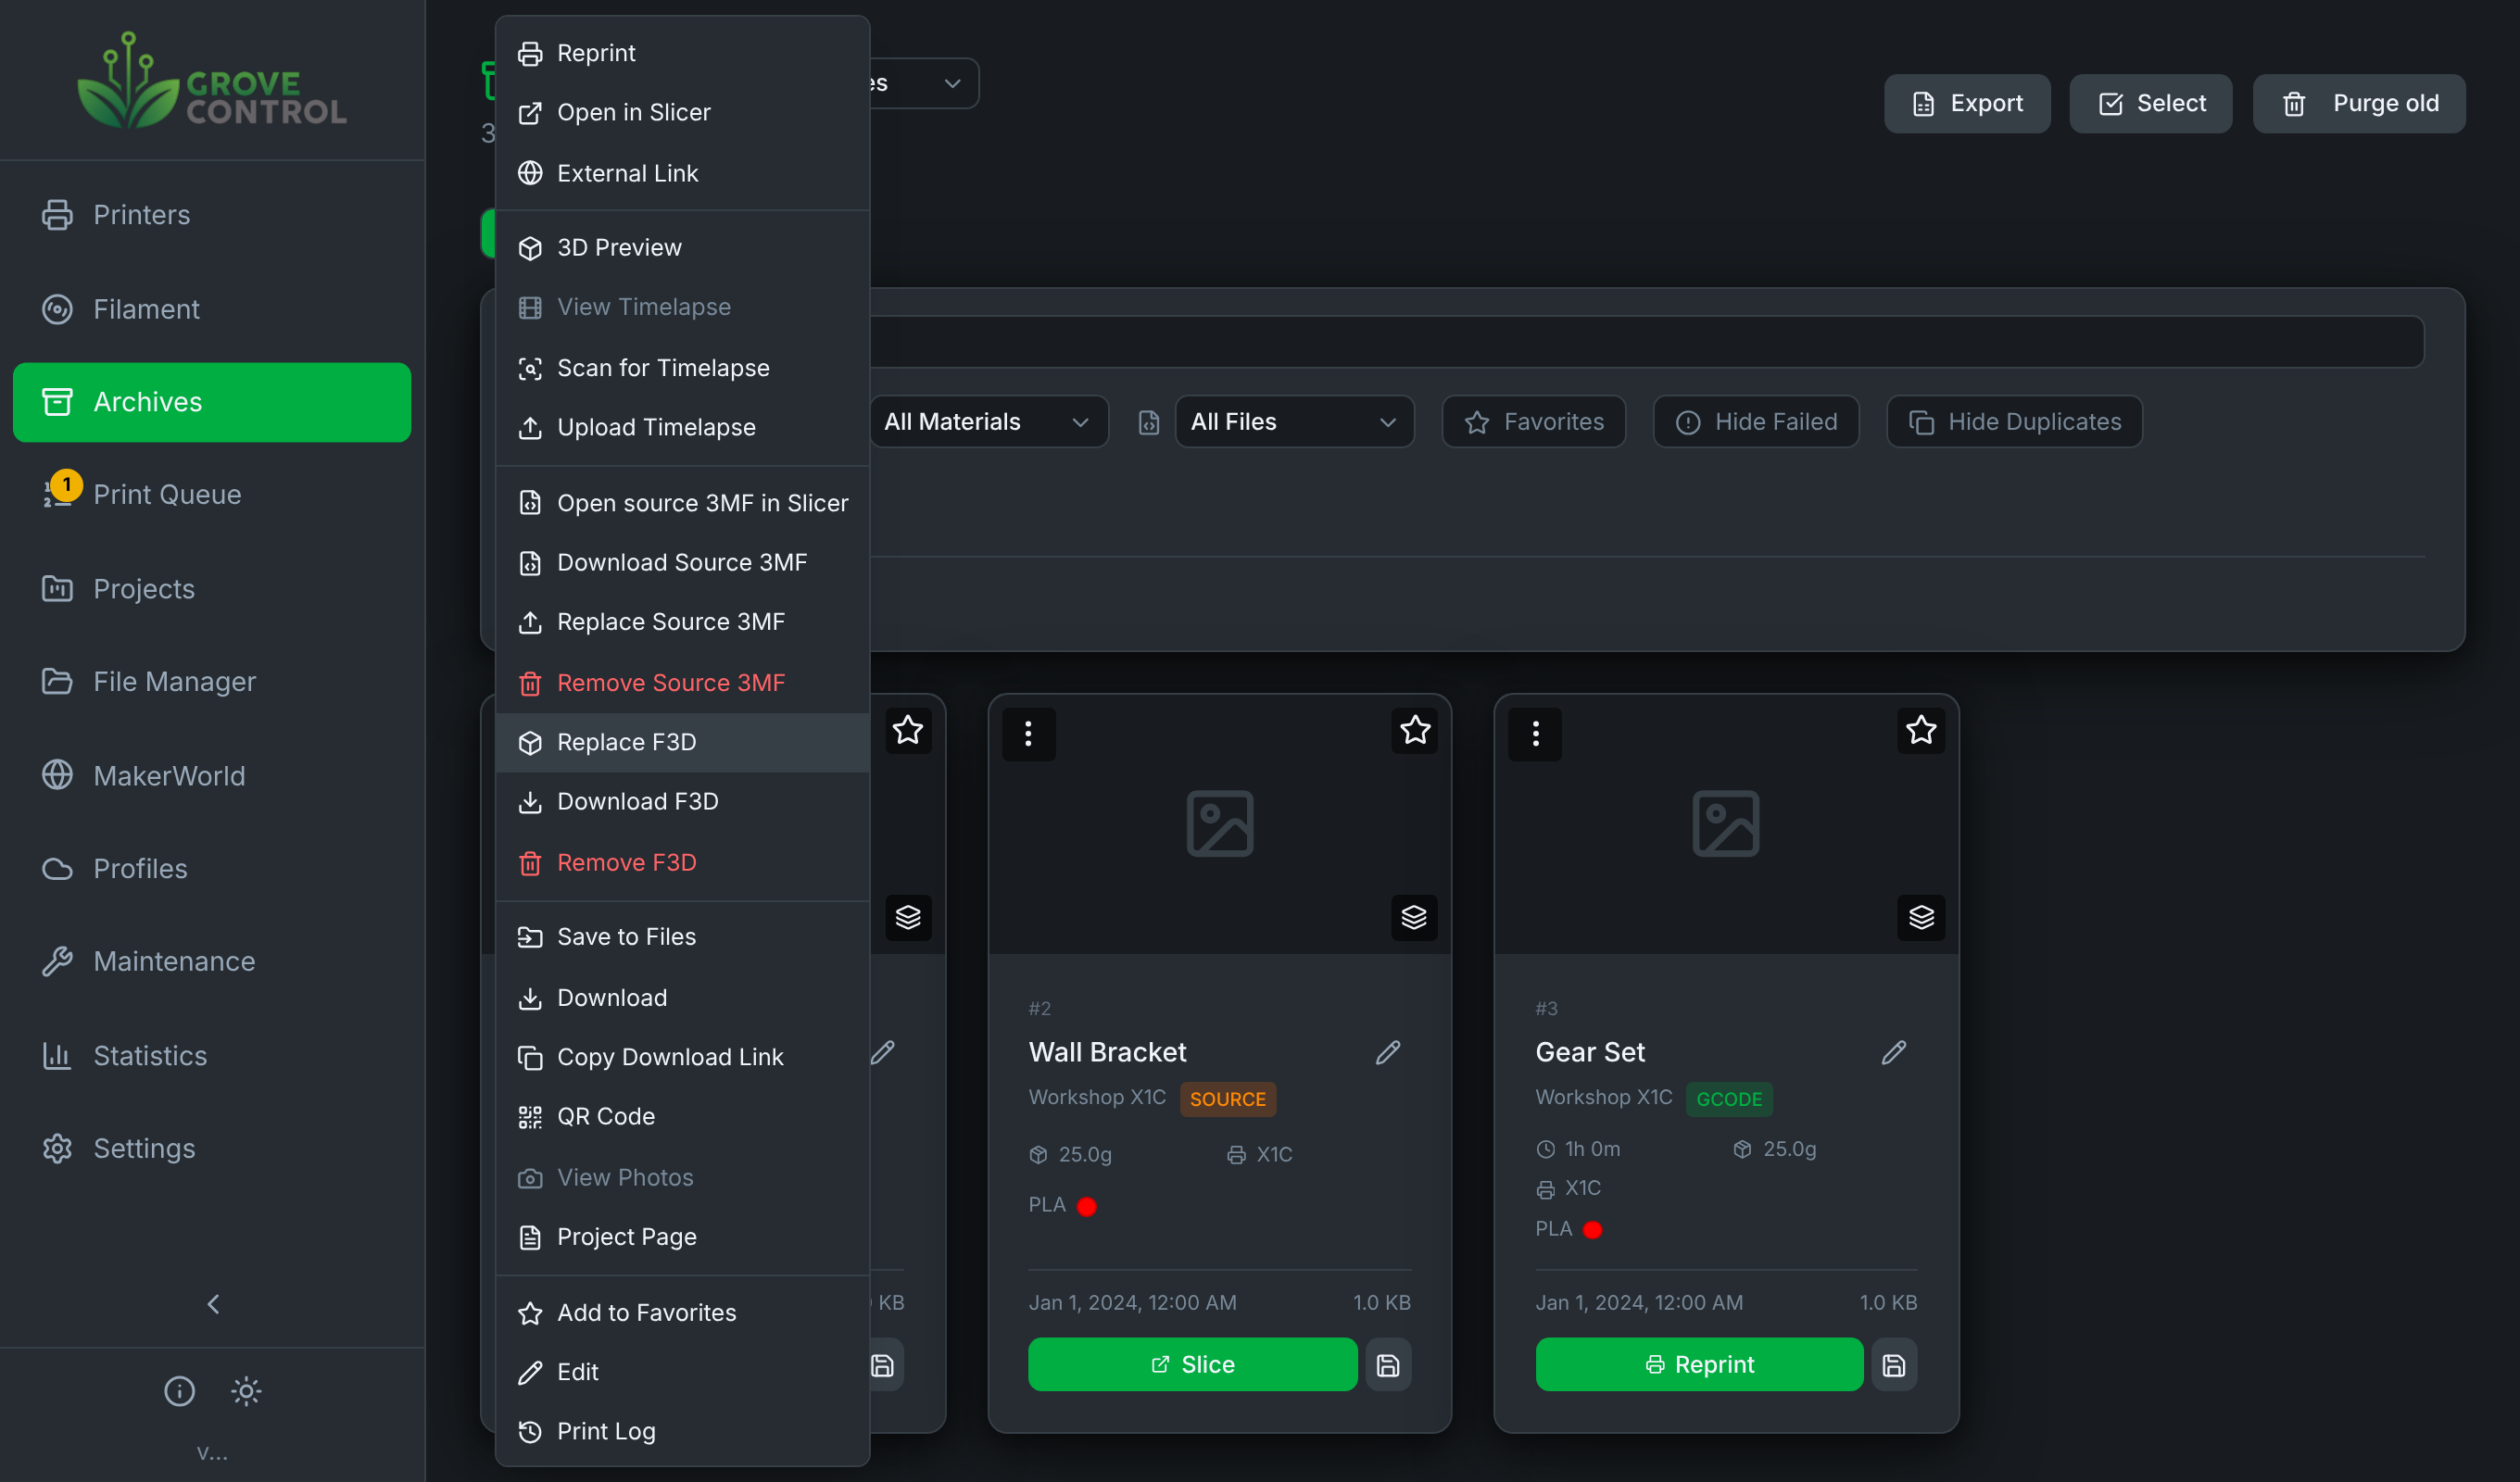 GROVE
CONTROL
Printers
Filament
Archives
1
Print Queue
Projects
File Manager
MakerWorld
Profiles
Maintenance
Statistics
Settings
v...
Reprint
Open in Slicer
External Link
3D Preview
View Timelapse
Scan for Timelapse
Upload Timelapse
Open source 3MF in Slicer
Download Source 3MF
Replace Source 3MF
Remove Source 3MF
Replace F3D
Download F3D
Remove F3D
Save to Files
Download
Copy Download Link
QR Code
View Photos
Project Page
Add to Favorites
Edit
Print Log
3
Export
Select
Purge old
All Materials
All Files
Favorites
Hide Failed
Hide Duplicates
KB
#2
Wall Bracket
Workshop X1C SOURCE
25.0g X1C
PLA
Jan 1, 2024, 12:00 AM 1.0 KB
Slice
#3
Gear Set
Workshop X1C GCODE
1h 0m 25.0g
X1C
PLA
Jan 1, 2024, 12:00 AM 1.0 KB
Reprint